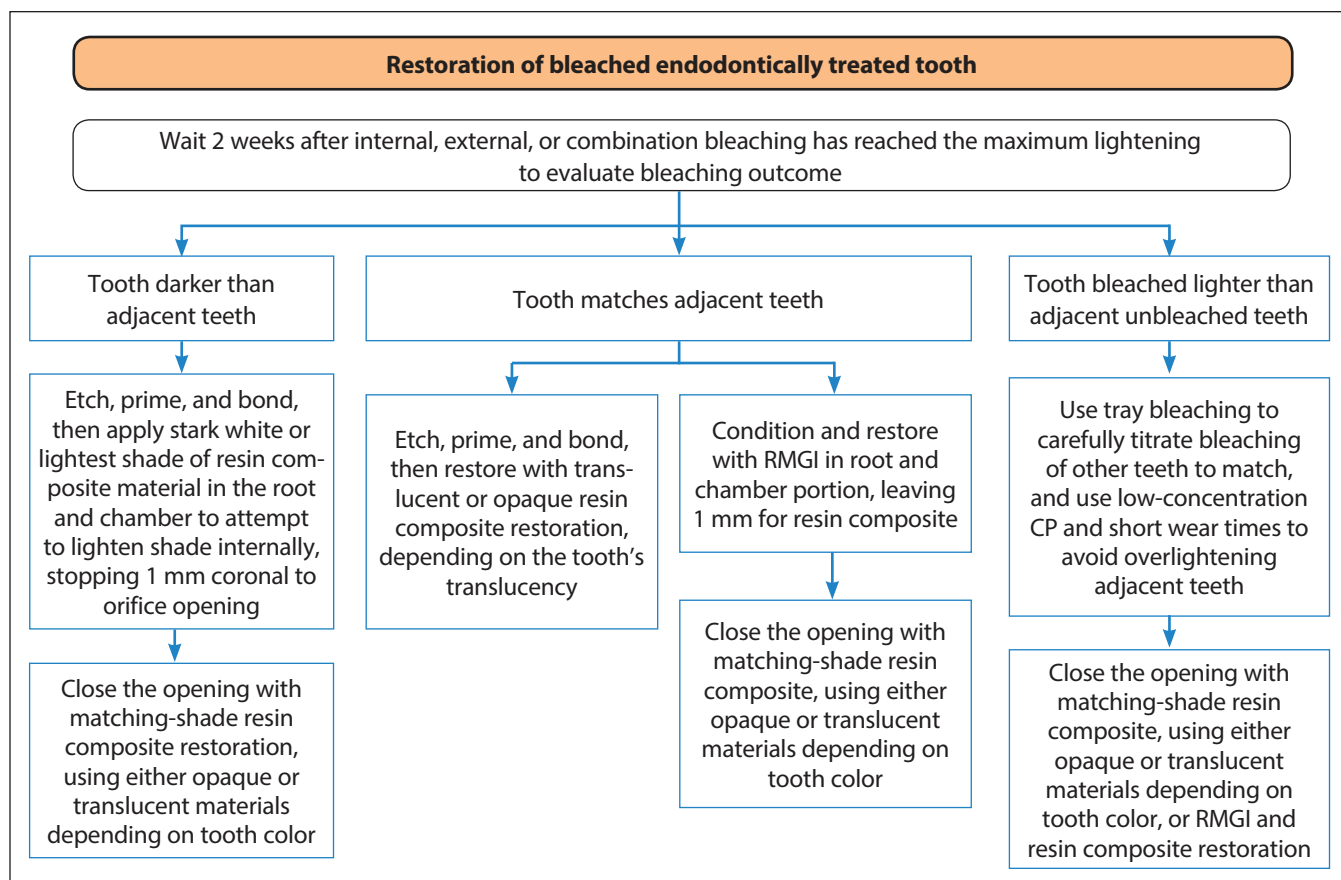 Restoration of bleached endodontically treated tooth
Wait 2 weeks after internal, external, or combination bleaching has reached the maximum lightening
to evaluate bleaching outcome
Tooth darker than
adjacent teeth
Tooth matches adjacent teeth
Tooth bleached lighter than
adjacent unbleached teeth
Etch, prime, and bond,
then apply stark white or
lightest shade of resin com-
posite material in the root
and chamber to attempt
to lighten shade internally,
stopping 1 mm coronal to
orifice opening
Etch, prime, and bond,
then restore with trans-
lucent or opaque resin
composite restoration,
depending on the tooth's
translucency
Condition and restore
with RMGI in root and
chamber portion, leaving
1 mm for resin composite
Use tray bleaching to
carefully titrate bleaching
of other teeth to match,
and use low-concentration
CP and short wear times to
avoid overlightening
adjacent teeth
Close the opening with
matching-shade resin
composite restoration,
using either opaque or
translucent materials
depending on tooth color
Close the opening with
matching-shade resin
composite, using either
opaque or translucent
materials depending on
tooth color
Close the opening with
matching-shade resin
composite, using either
opaque or translucent
materials depending on
tooth color, or RMGI and
resin composite restoration